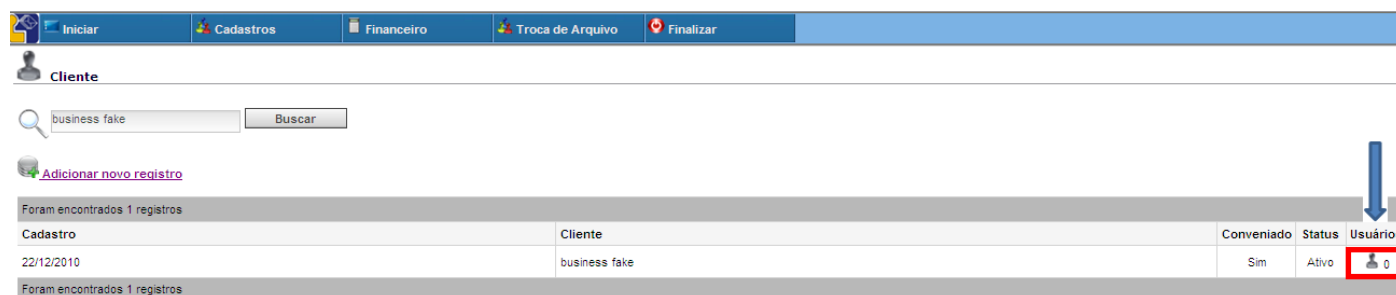 Iniciar Cadastros Financeiro Troca de Arquivo Finalizar
Cliente
business fake Buscar
Adicionar novo registro
Foram encontrados 1 registros
Cadastro Cliente Conveniado Status Usuário
22/12/2010 business fake Sim Ativo 0
Foram encontrados 1 registros